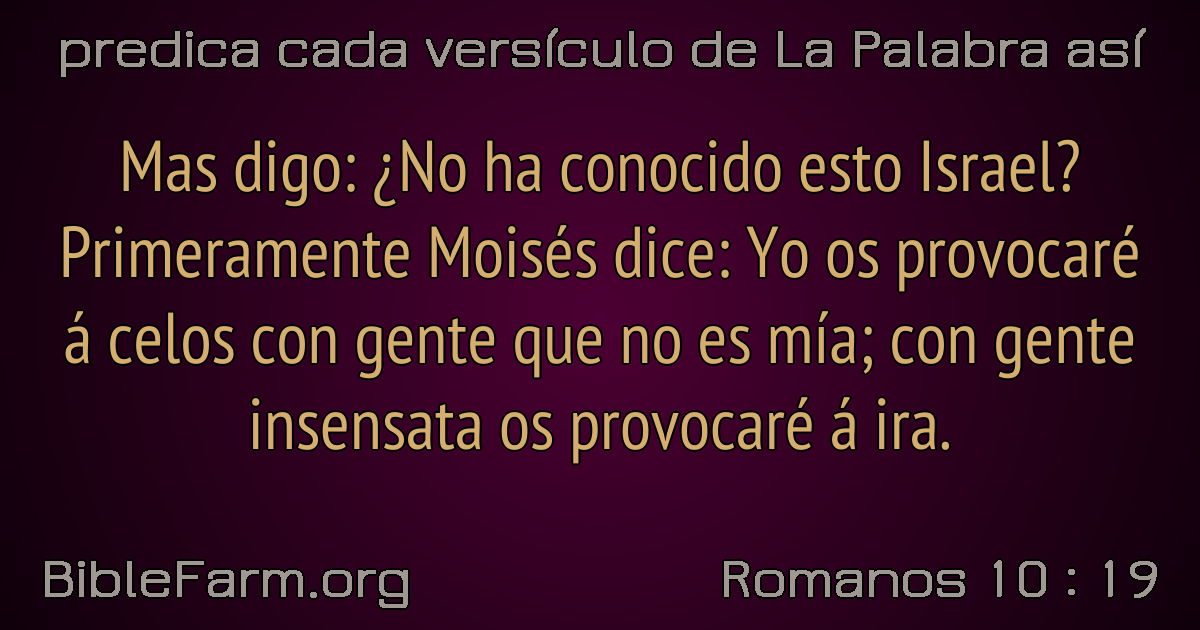 predica cada versículo de La Palabra así
Mas digo: ¿No ha conocido esto Israel?
Primeramente Moisés dice: Yo os provocaré
á celos con gente que no es mía; con gente
insensata os provocaré á ira.
BibleFarm.org
Romanos 10 : 19